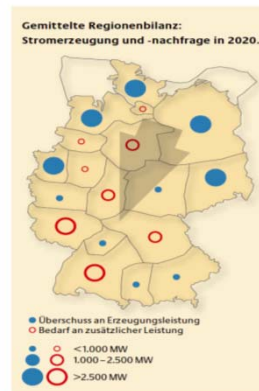 Gemittelte Regionenbilanz:
Stromerzeugung und -nachfrage in 2020.
Überschuss an Erzeugungsleistung
Bedarf an zusätzlicher Leistung
<1.000 MW
1.000 – 2.500 MW
>2.500 MW